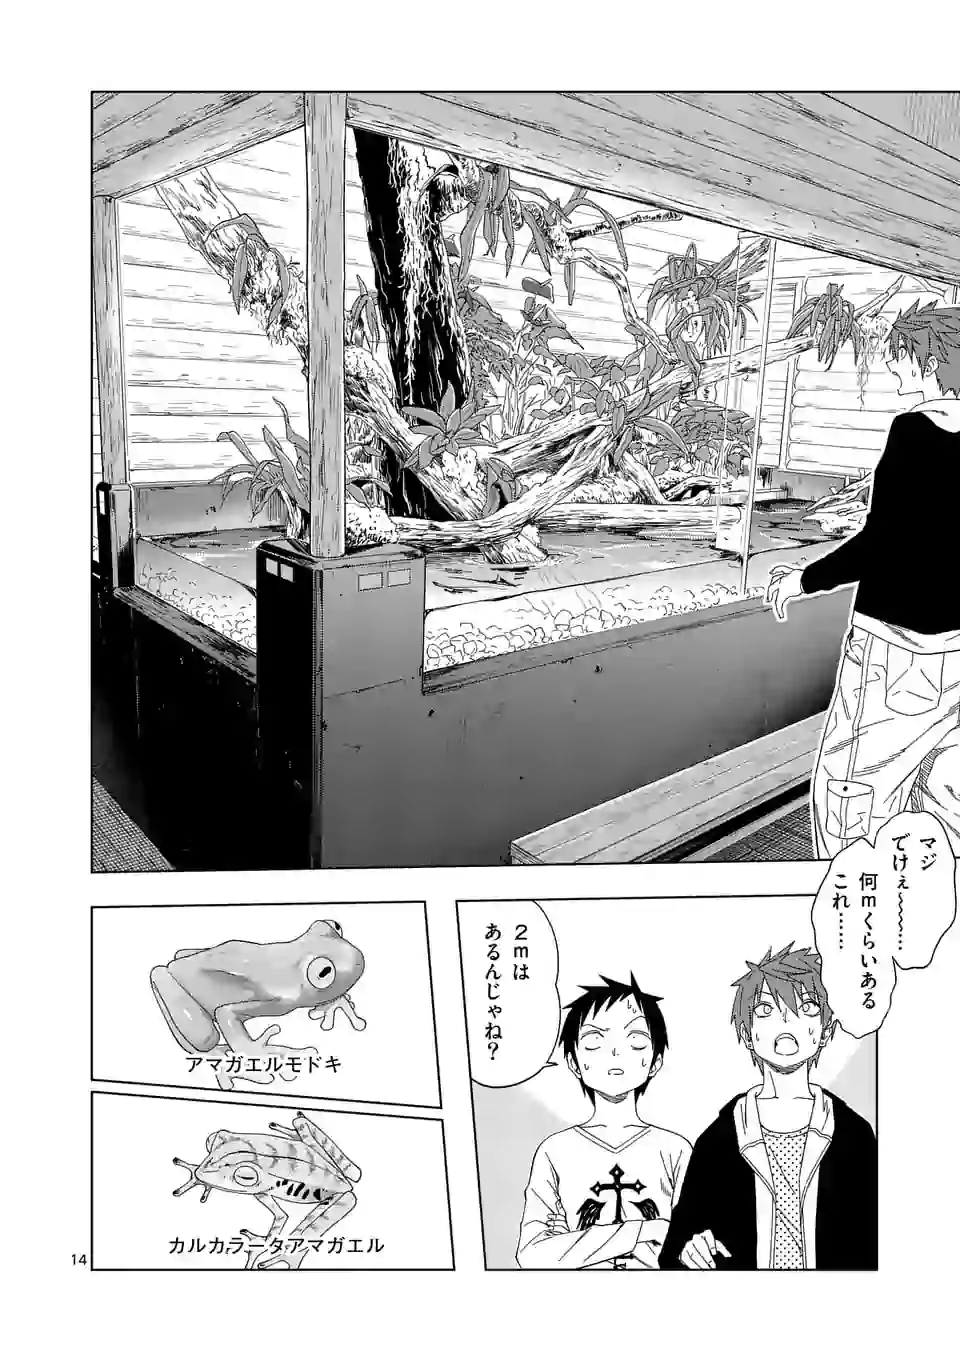 マジ
でけぇ〜〜〜〜……
何mくらいある
これ……
2mは
あるんじゃね?
アマガエルモドキ
カルカラータアマガエル
14